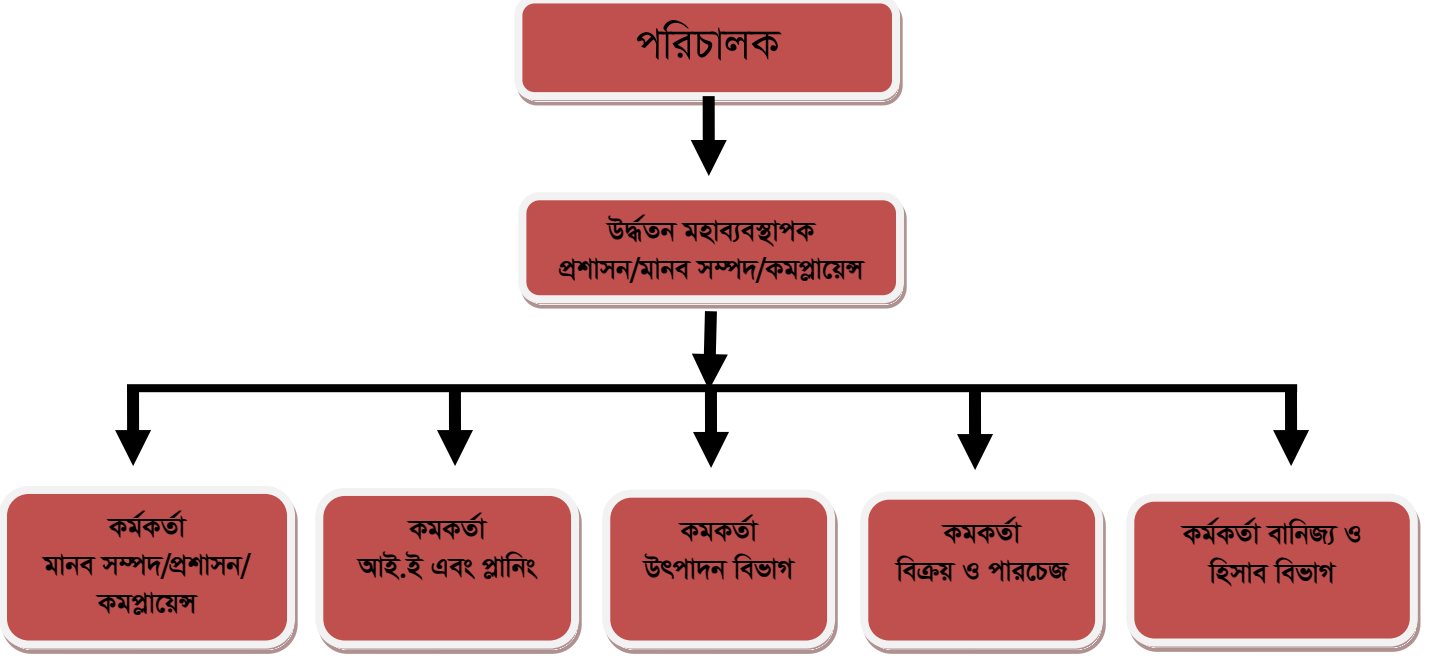 পরিচালক
উর্দ্ধতন মহাব্যবস্থাপক
প্রশাসন/মানব সম্পদ/কমপ্লায়েন্স
কর্মকর্তা
মানব সম্পদ/প্রশাসন/
কমপ্লায়েন্স
কমকর্তা
আই.ই এবং প্লানিং
কমকর্তা
উৎপাদন বিভাগ
কমকর্তা
বিক্রয় ও পারচেজ
কর্মকর্তা বানিজ্য ও
হিসাব বিভাগ